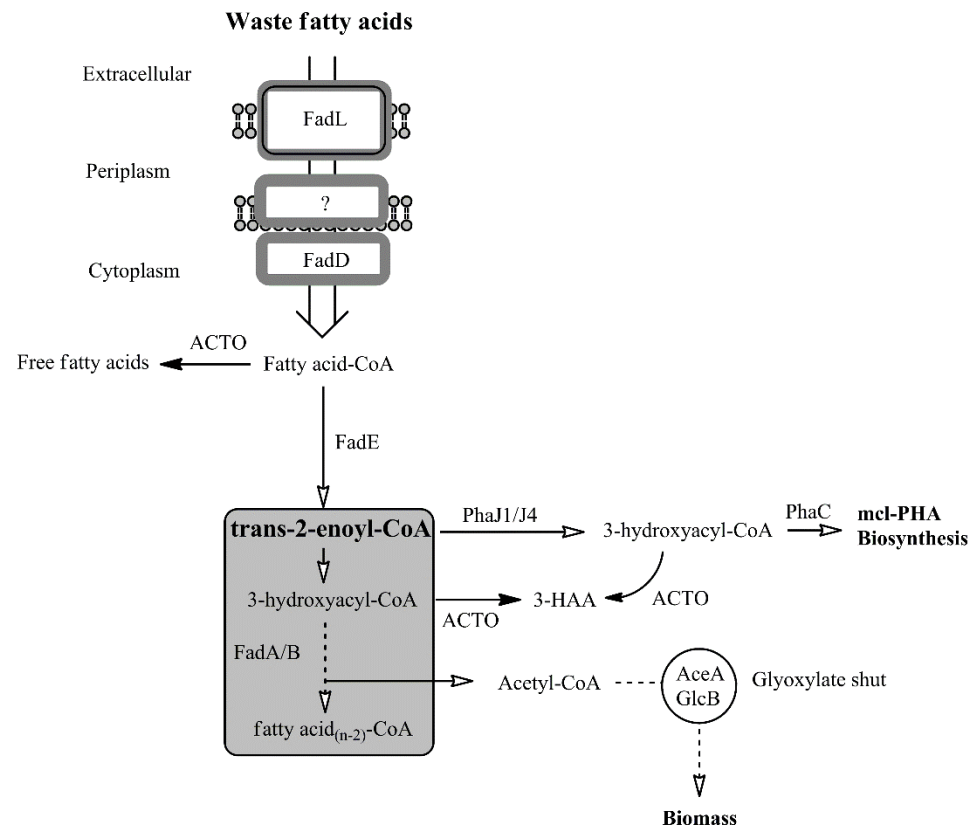 Waste fatty acids
Extracellular
FadL
Periplasm
?
FadD
Cytoplasm
ACTO
Free fatty acids
Fatty acid-CoA
FadE
trans-2-enoyl-CoA
PhaJ1/J4
3-hydroxyacyl-CoA
PhaC
mcl-PHA
Biosynthesis
3-hydroxyacyl-CoA
ACTO
3-HAA
ACTO
FadA/B
Acetyl-CoA
AceA
GlcB
Glyoxylate shut
fatty acid(n-2)-CoA
Biomass